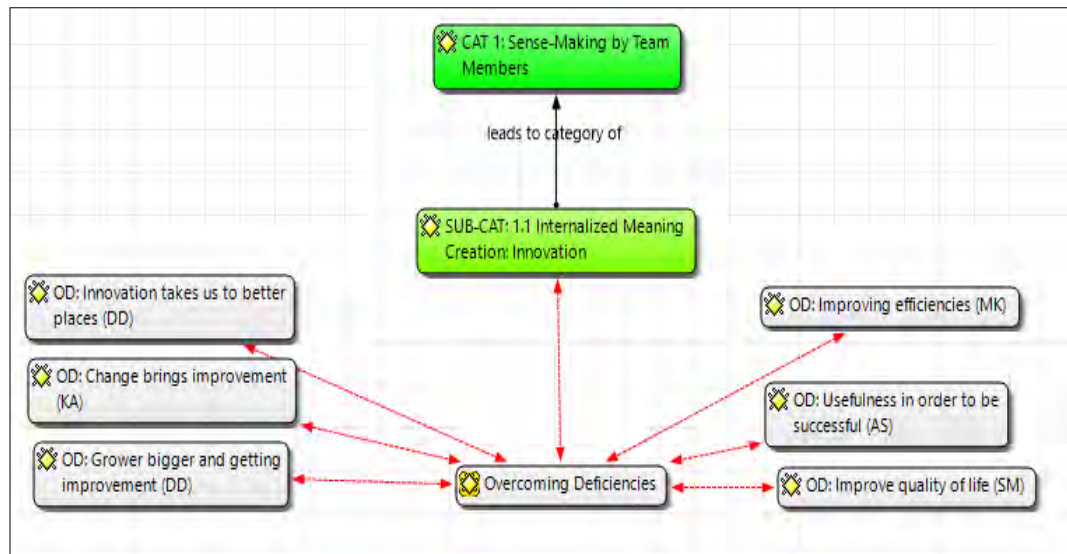 CAT 1: Sense-Making by Team
Members
leads to category of
SUB-CAT: 1.1 Internalized Meaning
Creation: Innovation
OD: Innovation takes us to better
places (DD)
OD: Change brings improvement
(KA)
OD: Grower bigger and getting
improvement (DD)
OD: Improving efficiencies (MK)
OD: Usefulness in order to be
successful (AS)
OD: Improve quality of life (SM)
Overcoming Deficiencies